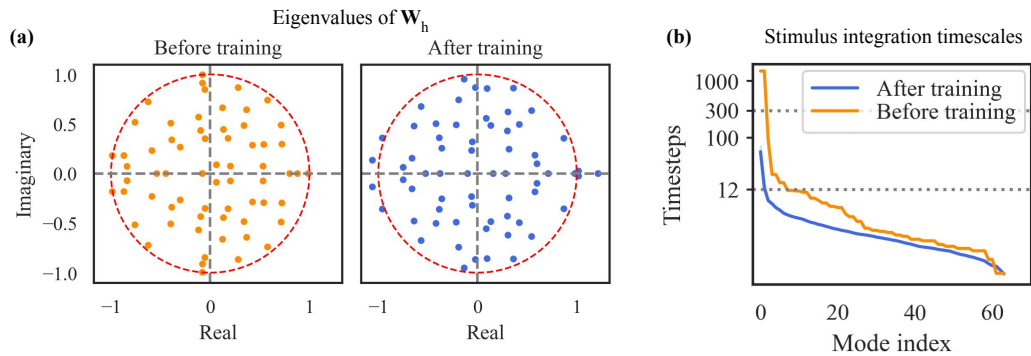 Eigenvalues of W_h
(a)
Before training
After training
1.0
0.5
0.0
−0.5
−1.0
Imaginary
−1
0
1
Real
−1
0
1
Real
(b)
Stimulus integration timescales
1000
300
100
12
Timesteps
After training
Before training
0
20
40
60
Mode index